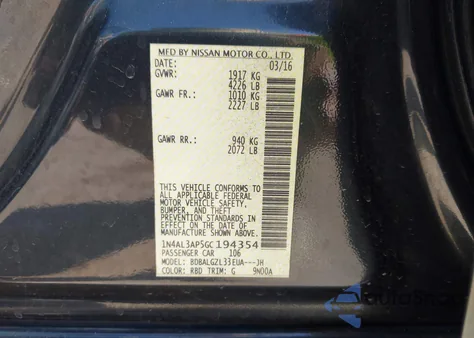 MFD BY NISSAN MOTOR CO., LTD.
DATE: 03/16
GVWR: 1917 KG
4226 LB
GAWR FR.: 1010 KG
2227 LB
GAWR RR.: 940 KG
2072 LB
THIS VEHICLE CONFORMS TO
ALL APPLICABLE FEDERAL
MOTOR VEHICLE SAFETY,
BUMPER, AND THEFT
PREVENTION STANDARDS IN
EFFECT ON THE DATE OF
MANUFACTURE SHOWN ABOVE.
1N4AL3AP5GC194354
PASSENGER CAR 106
MODEL: BDBALGZL33EUA---JH
COLOR: RBD TRIM: G 9N00A